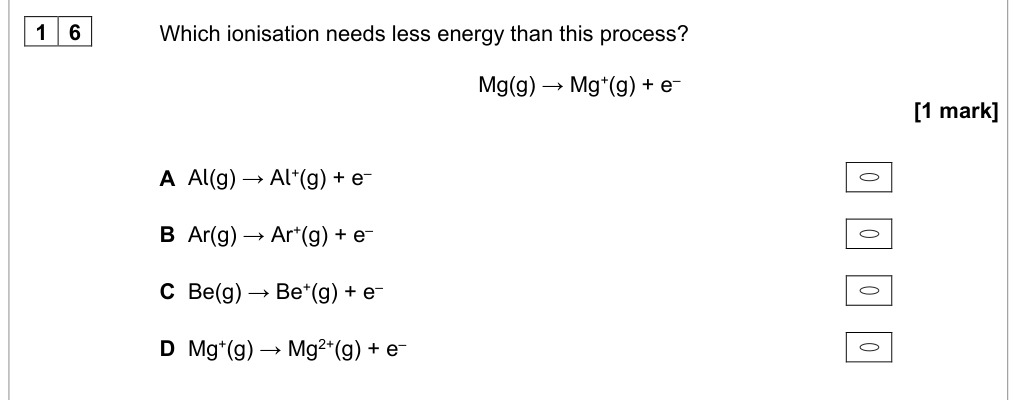 1 6 Which ionisation needs less energy than this process?
Mg(g) → Mg⁺(g) + e⁻
[1 mark]
A Al(g) → Al⁺(g) + e⁻
B Ar(g) → Ar⁺(g) + e⁻
C Be(g) → Be⁺(g) + e⁻
D Mg⁺(g) → Mg²⁺(g) + e⁻